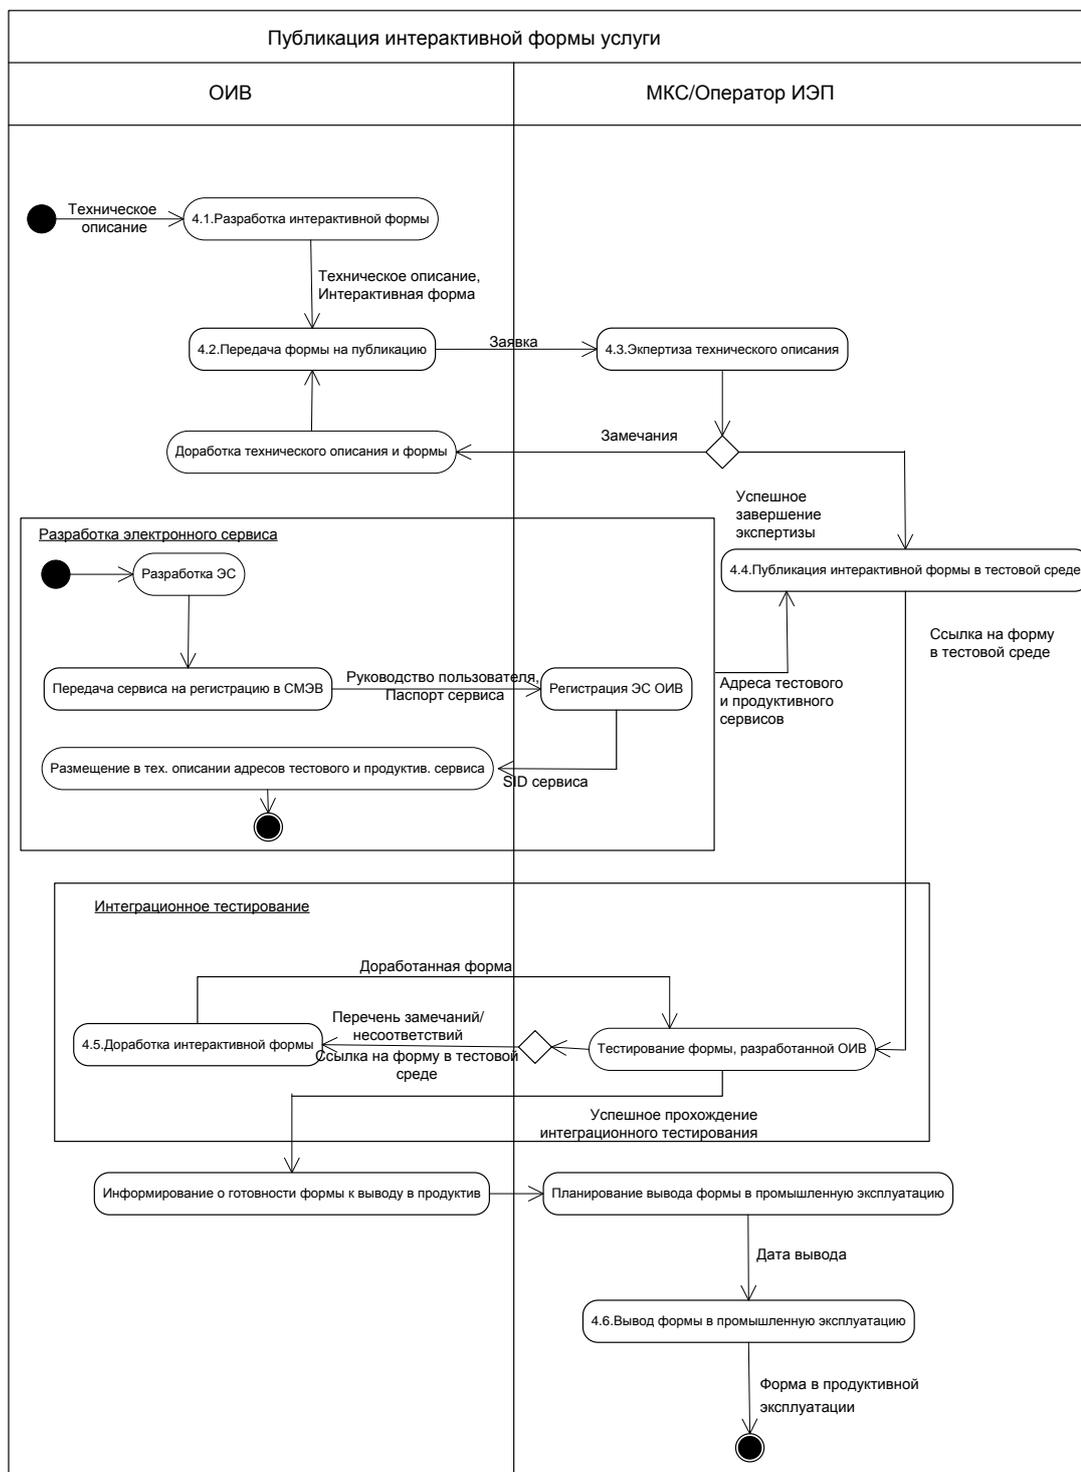 Публикация интерактивной формы услуги
ОИВ
МКС/Оператор ИЭП
Техническое
описание
4.1.Разработка интерактивной формы
Техническое описание,
Интерактивная форма
4.2.Передача формы на публикацию
Заявка
4.3.Экпертиза технического описания
Замечания
Доработка технического описания и формы
Успешное
завершение
экспертизы
Разработка электронного сервиса
Разработка ЭС
4.4.Публикация интерактивной формы в тестовой среде
Ссылка на форму
в тестовой среде
Передача сервиса на регистрацию в СМЭВ
Руководство пользователя,
Паспорт сервиса
Регистрация ЭС ОИВ
Адреса тестового
и продуктивного
сервисов
Размещение в тех. описании адресов тестового и продуктив. сервиса
SID сервиса
Интеграционное тестирование
Доработанная форма
Перечень замечаний/
несоответствий
4.5.Доработка интерактивной формы
Ссылка на форму в тестовой
среде
Тестирование формы, разработанной ОИВ
Успешное прохождение
интеграционного тестирования
Информирование о готовности формы к выводу в продуктив
Планирование вывода формы в промышленную эксплуатацию
Дата вывода
4.6.Вывод формы в промышленную эксплуатацию
Форма в продуктивной
эксплуатации